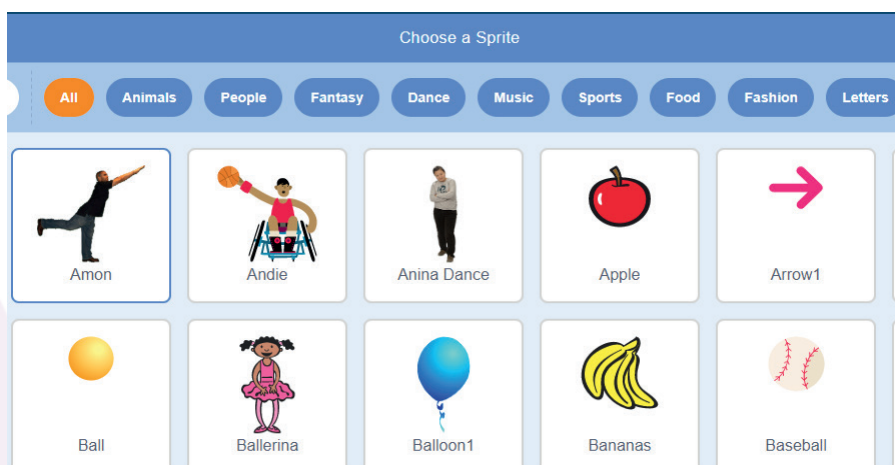 Choose a Sprite
All Animals People Fantasy Dance Music Sports Food Fashion Letters
Amon Andie Anina Dance Apple Arrow1
Ball Ballerina Balloon1 Bananas Baseball